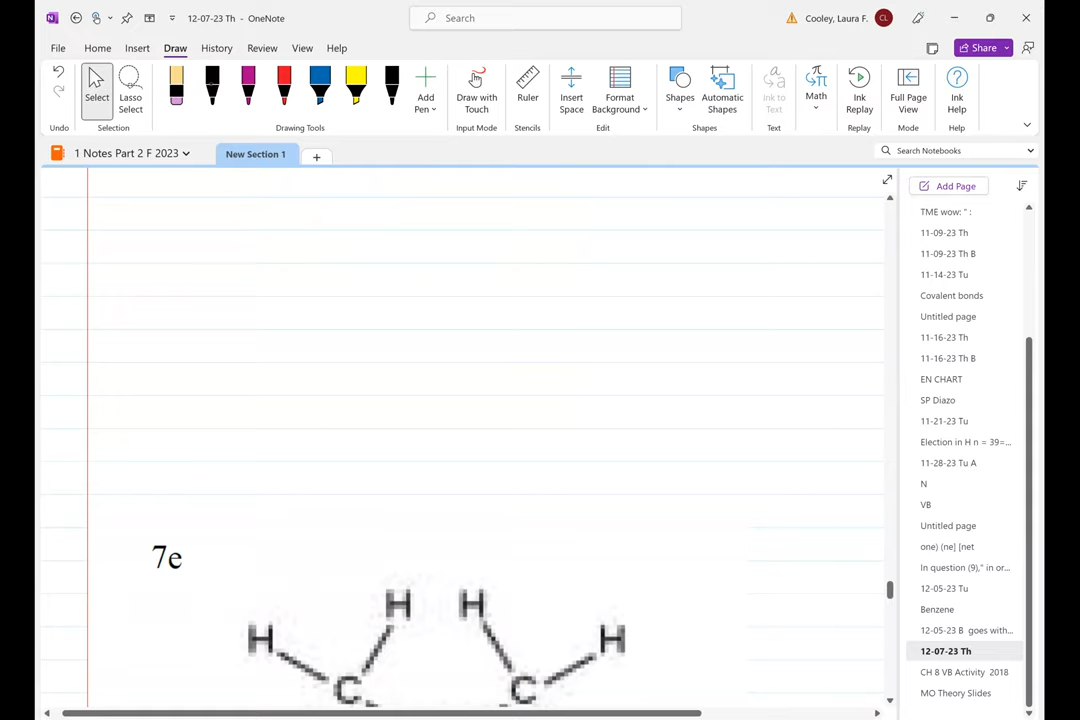 12-07-23 Th - OneNote
Search
Cooley, Laura F.
CL
File
Home
Insert
Draw
History
Review
View
Help
Share
Undo
Select
Lasso Select
Selection
Drawing Tools
Add Pen
Draw with Touch
Input Mode
Ruler
Stencils
Insert Space
Format Background
Edit
Shapes
Automatic Shapes
Shapes
Ink to Text
Text
Math
Ink Replay
Replay
Full Page View
Mode
Ink Help
Help
1 Notes Part 2 F 2023
New Section 1
Search Notebooks
Add Page
TME wow: " :
11-09-23 Th
11-09-23 Th B
11-14-23 Tu
Covalent bonds
Untitled page
11-16-23 Th
11-16-23 Th B
EN CHART
SP Diazo
11-21-23 Tu
Election in H n = 39=...
11-28-23 Tu A
N
VB
Untitled page
one) (ne] [net
In question (9)," in or...
12-05-23 Tu
Benzene
12-05-23 B goes with...
12-07-23 Th
CH 8 VB Activity 2018
MO Theory Slides
7e
H H
H H
C C